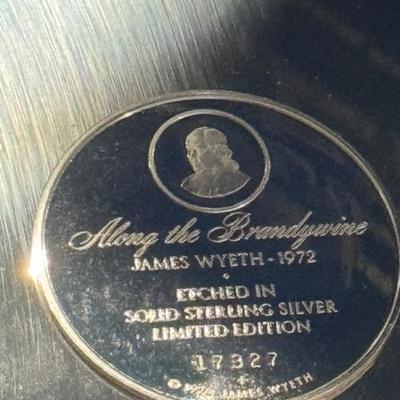 Along the Brandywine
JAMES WYETH - 1972
ETCHED IN
SOLID STERLING SILVER
LIMITED EDITION
17327
© JAMES WYETH